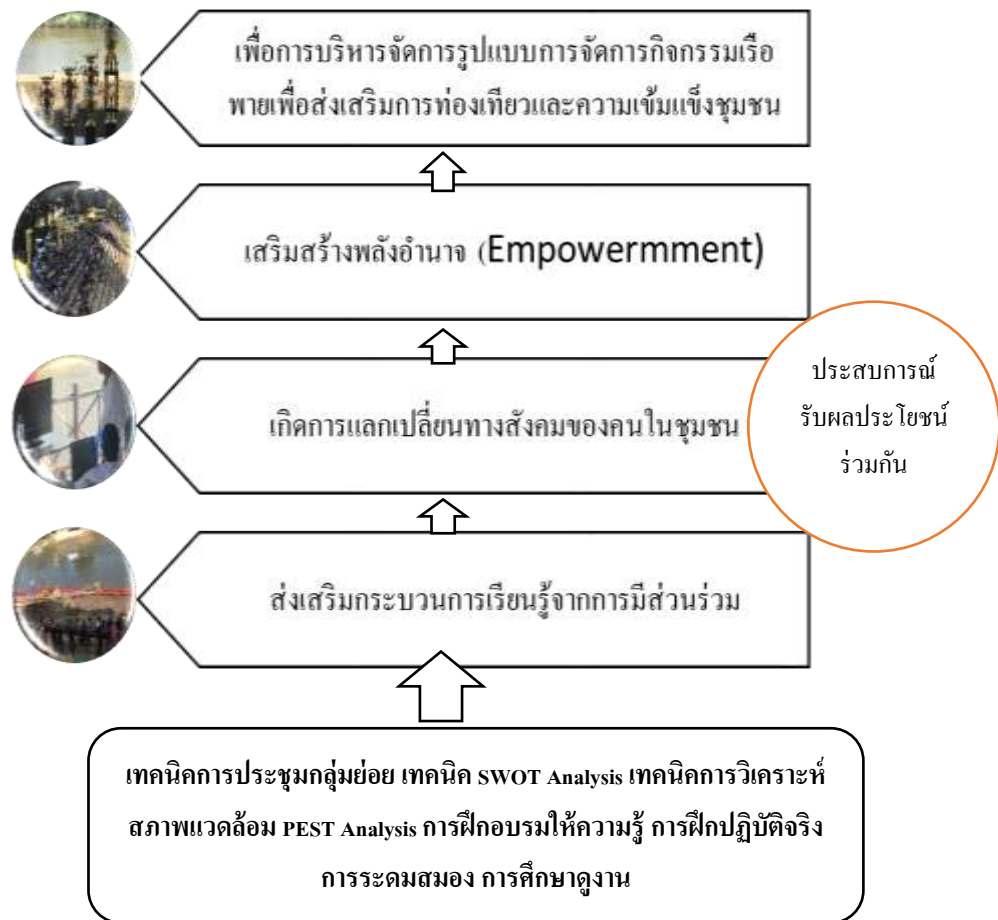 เพื่อการบริหารจัดการรูปแบบการจัดการกิจกรรมเรือ
พายเพื่อส่งเสริมการท่องเที่ยวและความเข้มแข็งชุมชน
เสริมสร้างพลังอำนาจ (Empowermment)
เกิดการแลกเปลี่ยนทางสังคมของคนในชุมชน
ประสบการณ์
รับผลประโยชน์
ร่วมกัน
ส่งเสริมกระบวนการเรียนรู้จากการมีส่วนร่วม
เทคนิคการประชุมกลุ่มย่อย เทคนิค SWOT Analysis เทคนิคการวิเคราะห์
สภาพแวดล้อม PEST Analysis การฝึกอบรมให้ความรู้ การฝึกปฏิบัติจริง
การระดมสมอง การศึกษาดูงาน